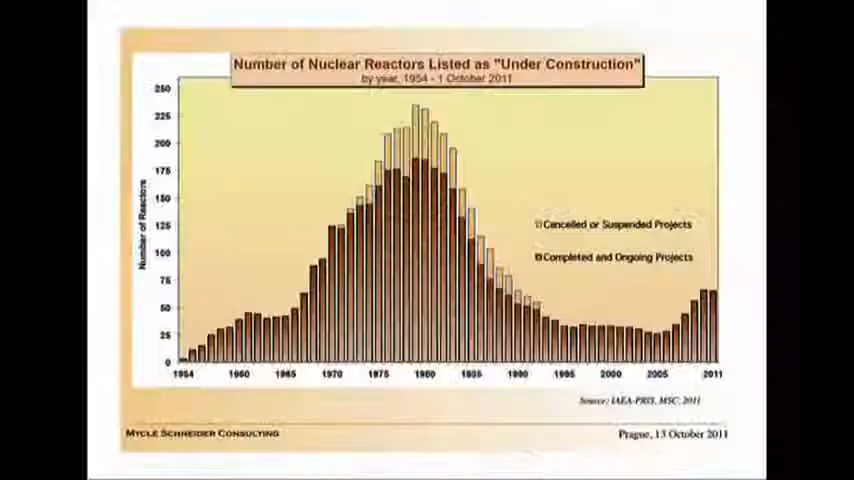 Number of Nuclear Reactors Listed as "Under Construction"
by year, 1954 - 1 October 2011
250
225
200
175
150
125
100
75
50
25
0
Number of Reactors
Cancelled or Suspended Projects
Completed and Ongoing Projects
1954 1960 1965 1970 1975 1980 1985 1990 1995 2000 2005 2011
Source: IAEA-PRIS, MSC, 2011
Mycle Schneider Consulting
Prague, 13 October 2011